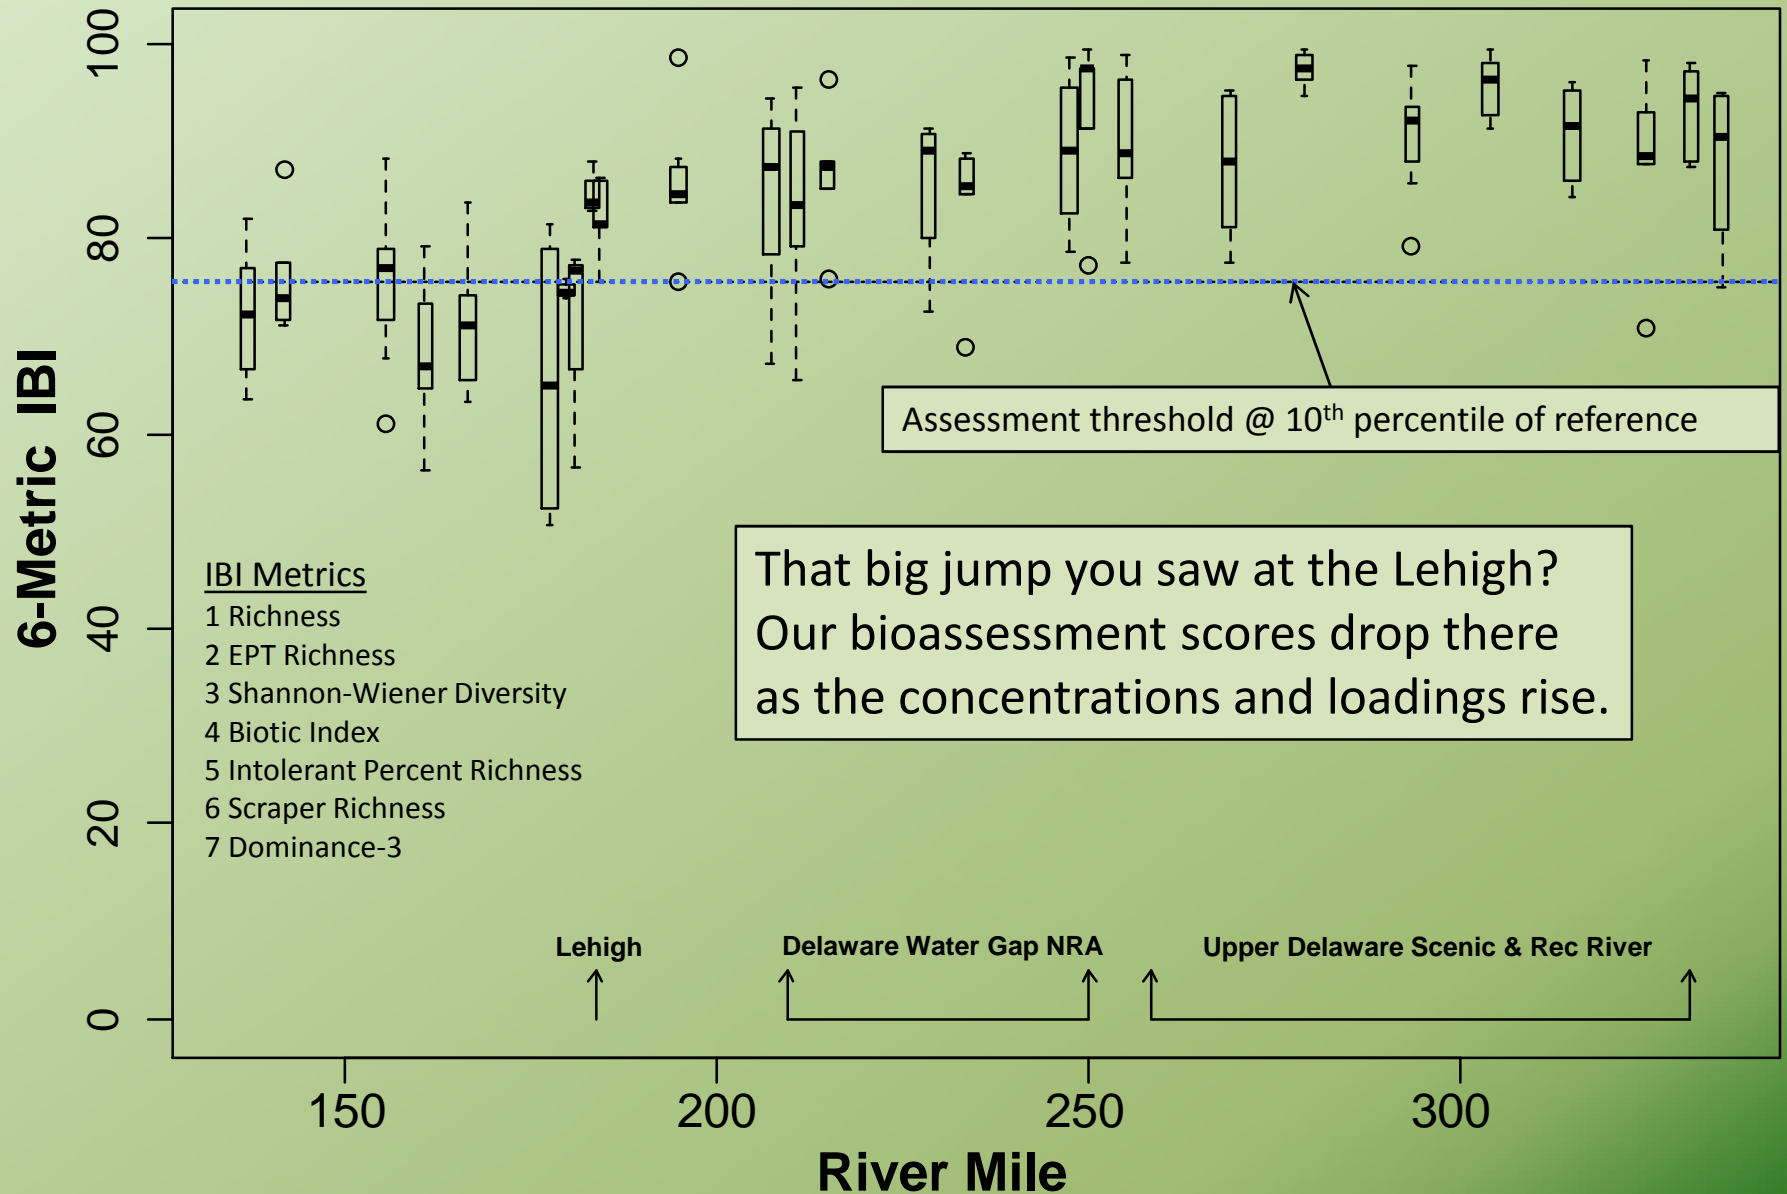 6-Metric IBI
100
80
60
40
20
0
Assessment threshold @ 10th percentile of reference
That big jump you saw at the Lehigh?
Our bioassessment scores drop there
as the concentrations and loadings rise.
IBI Metrics
1 Richness
2 EPT Richness
3 Shannon-Wiener Diversity
4 Biotic Index
5 Intolerant Percent Richness
6 Scraper Richness
7 Dominance-3
Lehigh
Delaware Water Gap NRA
Upper Delaware Scenic & Rec River
150
200
250
300
River Mile